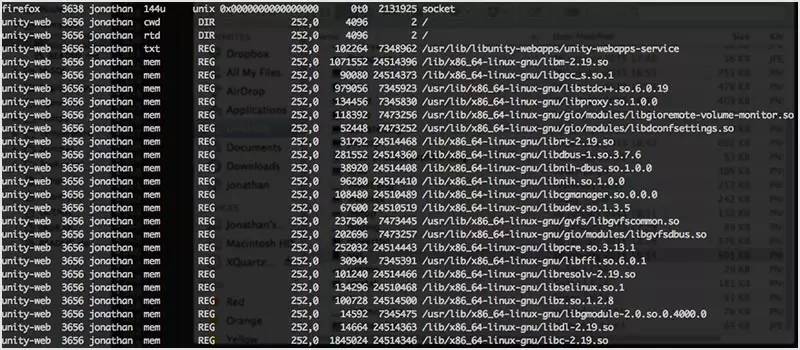 firefox 3638 jonathan 144u unix 0x0000000000000000 0t0 2131925 socket
unity-web 3656 jonathan cwd DIR 252,0 4096 2 /
unity-web 3656 jonathan rtd DIR 252,0 4096 2 /
unity-web 3656 jonathan txt REG 252,0 102264 7348962 /usr/lib/libunity-webapps/unity-webapps-service
unity-web 3656 jonathan mem REG 252,0 1071552 24514396 /lib/x86_64-linux-gnu/libm-2.19.so
unity-web 3656 jonathan mem REG 252,0 90080 24514373 /lib/x86_64-linux-gnu/libgcc_s.so.1
unity-web 3656 jonathan mem REG 252,0 979056 7345923 /usr/lib/x86_64-linux-gnu/libstdc++.so.6.0.19
unity-web 3656 jonathan mem REG 252,0 134456 7345830 /usr/lib/x86_64-linux-gnu/libproxy.so.1.0.0
unity-web 3656 jonathan mem REG 252,0 118392 7473256 /usr/lib/x86_64-linux-gnu/gio/modules/libgioremote-volume-monitor.so
unity-web 3656 jonathan mem REG 252,0 52448 7473252 /usr/lib/x86_64-linux-gnu/gio/modules/libdconfsettings.so
unity-web 3656 jonathan mem REG 252,0 31792 24514468 /lib/x86_64-linux-gnu/librt-2.19.so
unity-web 3656 jonathan mem REG 252,0 281552 24514360 /lib/x86_64-linux-gnu/libdbus-1.so.3.7.6
unity-web 3656 jonathan mem REG 252,0 38920 24514408 /lib/x86_64-linux-gnu/libnih-dbus.so.1.0.0
unity-web 3656 jonathan mem REG 252,0 96280 24514410 /lib/x86_64-linux-gnu/libnih.so.1.0.0
unity-web 3656 jonathan mem REG 252,0 108480 24510489 /lib/x86_64-linux-gnu/libcgmanager.so.0.0.0
unity-web 3656 jonathan mem REG 252,0 67600 24510519 /lib/x86_64-linux-gnu/libudev.so.1.3.5
unity-web 3656 jonathan mem REG 252,0 237504 7473445 /usr/lib/x86_64-linux-gnu/gvfs/libgvfscommon.so
unity-web 3656 jonathan mem REG 252,0 202696 7473257 /usr/lib/x86_64-linux-gnu/gio/modules/libgvfsdbus.so
unity-web 3656 jonathan mem REG 252,0 252032 24514443 /lib/x86_64-linux-gnu/libpcre.so.3.13.1
unity-web 3656 jonathan mem REG 252,0 30944 7345391 /usr/lib/x86_64-linux-gnu/libffi.so.6.0.1
unity-web 3656 jonathan mem REG 252,0 101240 24514466 /lib/x86_64-linux-gnu/libresolv-2.19.so
unity-web 3656 jonathan mem REG 252,0 134296 24510468 /lib/x86_64-linux-gnu/libselinux.so.1
unity-web 3656 jonathan mem REG 252,0 100728 24514500 /lib/x86_64-linux-gnu/libz.so.1.2.8
unity-web 3656 jonathan mem REG 252,0 14592 7345475 /usr/lib/x86_64-linux-gnu/libgmodule-2.0.so.0.4000.0
unity-web 3656 jonathan mem REG 252,0 14664 24514363 /lib/x86_64-linux-gnu/libdl-2.19.so
unity-web 3656 jonathan mem REG 252,0 1845024 24514346 /lib/x86_64-linux-gnu/libc-2.19.so
Dropbox
All My Files
AirDrop
Applications
Documents
Downloads
jonathan
Jonathan's
Macintosh
XQuartz
Red
Orange
Yellow
Size